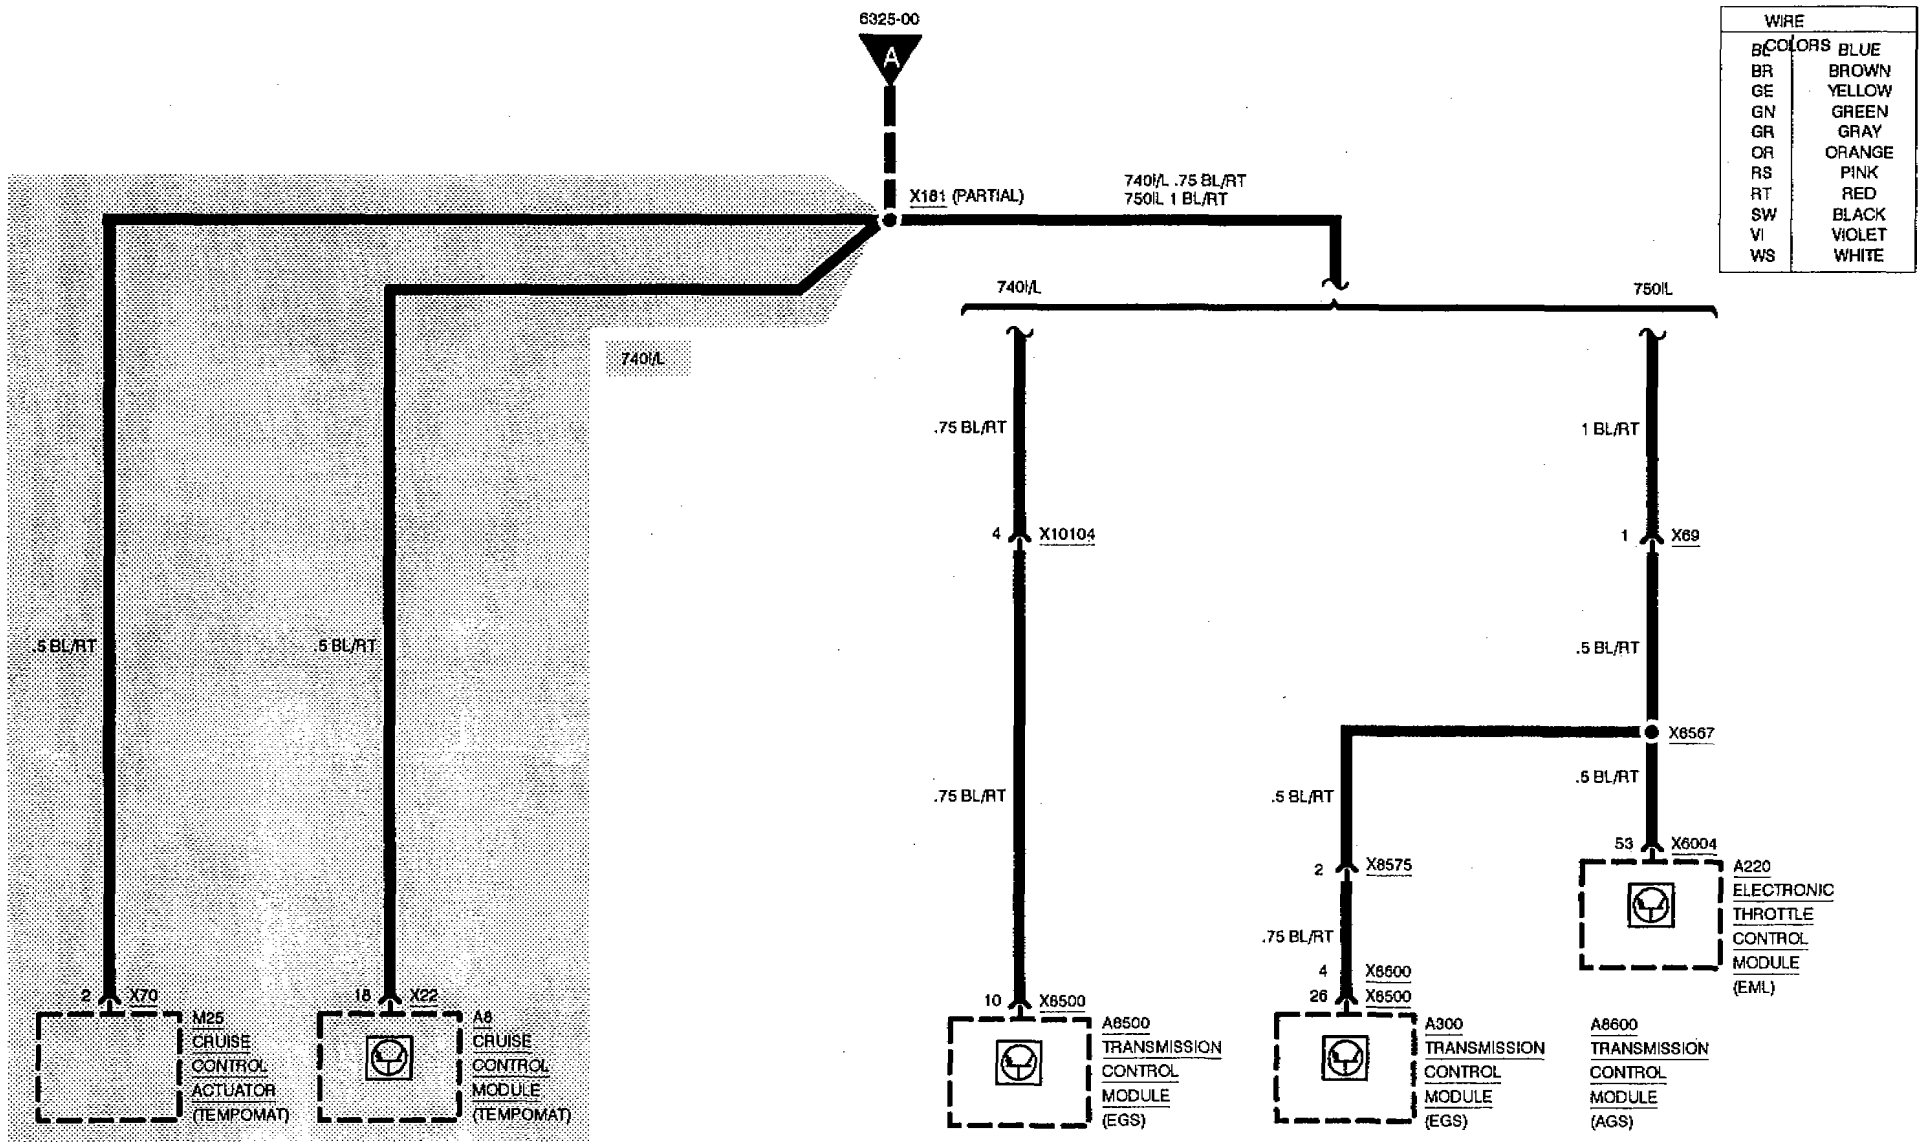 6325-00
A
WIRE
COLORS
BL BLUE
BR BROWN
GE YELLOW
GN GREEN
GR GRAY
OR ORANGE
RS PINK
RT RED
SW BLACK
VI VIOLET
WS WHITE
X181 (PARTIAL)
740I/L .75 BL/RT
750IL 1 BL/RT
740I/L
750IL
740I/L
.75 BL/RT
1 BL/RT
4 X10104
1 X69
.5 BL/RT
.5 BL/RT
.5 BL/RT
X6567
.75 BL/RT
.5 BL/RT
.5 BL/RT
53 X6004
2 X8575
A220
ELECTRONIC
THROTTLE
CONTROL
MODULE
(EML)
.75 BL/RT
4 X8600
26 X6500
2 X70
18 X22
10 X6500
M25
CRUISE
CONTROL
ACTUATOR
(TEMPOMAT)
A8
CRUISE
CONTROL
MODULE
(TEMPOMAT)
A6500
TRANSMISSION
CONTROL
MODULE
(EGS)
A300
TRANSMISSION
CONTROL
MODULE
(EGS)
A8600
TRANSMISSION
CONTROL
MODULE
(AGS)